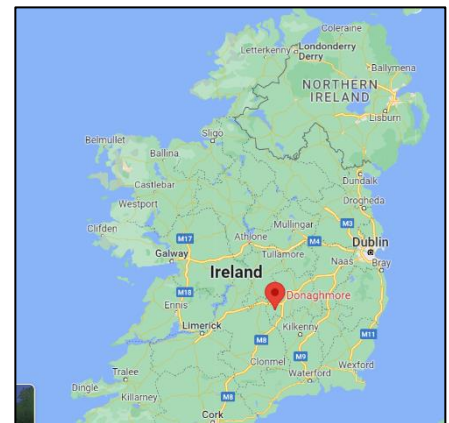 Coleraine
Letterkenny
Londonderry
Derry
Ballymena
NORTHERN
IRELAND
Lisburn
Sligo
Belmullet
Ballina
Dundalk
Castlebar
Drogheda
Westport
M3
Clifden
Mullingar
M17
Athlone
M4
Dublin
Galway
Tullamore
Naas
Bray
Ireland
M18
Donaghmore
Ennis
Limerick
Kilkenny
M8
M11
Clonmel
M9
Wexford
Tralee
Waterford
Dingle
Killarney
M8
Cork